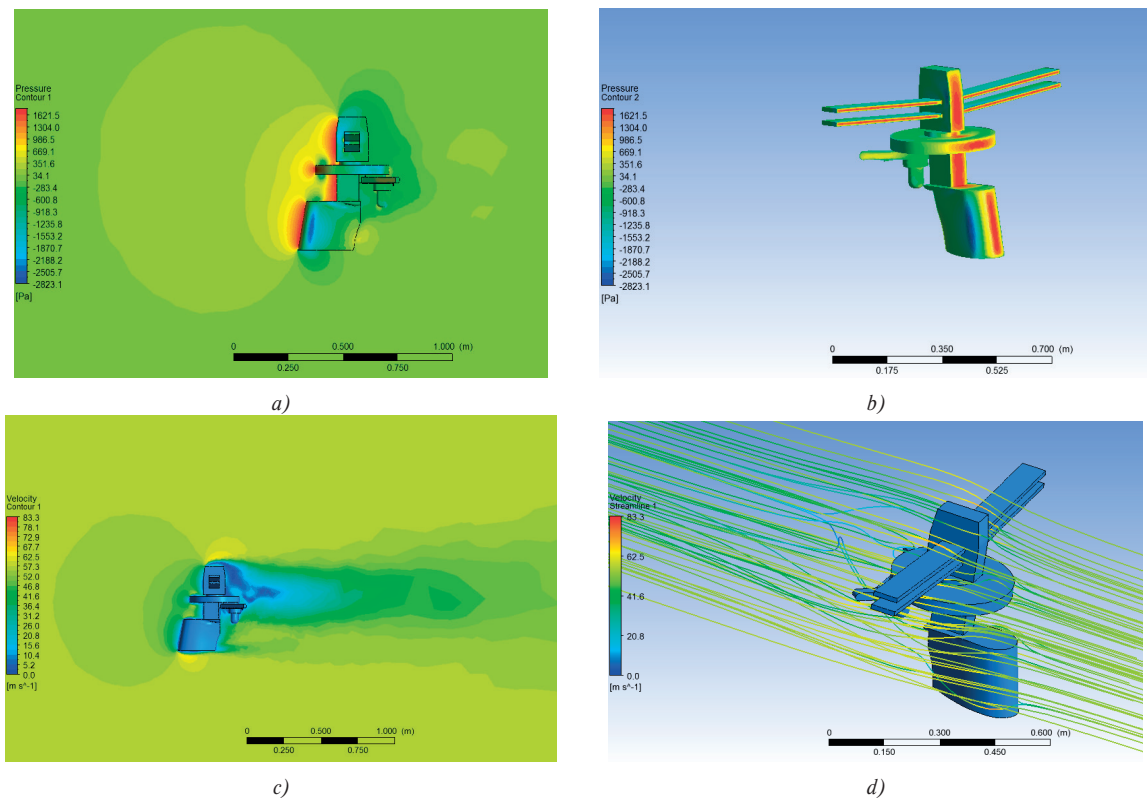 Pressure
Contour 1
1621.5
1304.0
986.5
669.1
351.6
34.1
-283.4
-600.8
-918.3
-1235.8
-1553.2
-1870.7
-2188.2
-2505.7
-2823.1
[Pa]
0 0.500 1.000 (m)
0.250 0.750
a)
Pressure
Contour 2
1621.5
1304.0
986.5
669.1
351.6
34.1
-283.4
-600.8
-918.3
-1235.8
-1553.2
-1870.7
-2188.2
-2505.7
-2823.1
[Pa]
0 0.350 0.700 (m)
0.175 0.525
b)
Velocity
Contour 1
83.3
78.1
72.9
67.7
62.5
57.3
52.0
46.8
41.6
36.4
31.2
26.0
20.8
15.6
10.4
5.2
0.0
[m s^-1]
0 0.500 1.000 (m)
0.250 0.750
c)
Velocity
Streamline 1
83.3
62.5
41.6
20.8
0.0
[m s^-1]
0 0.300 0.600 (m)
0.150 0.450
d)